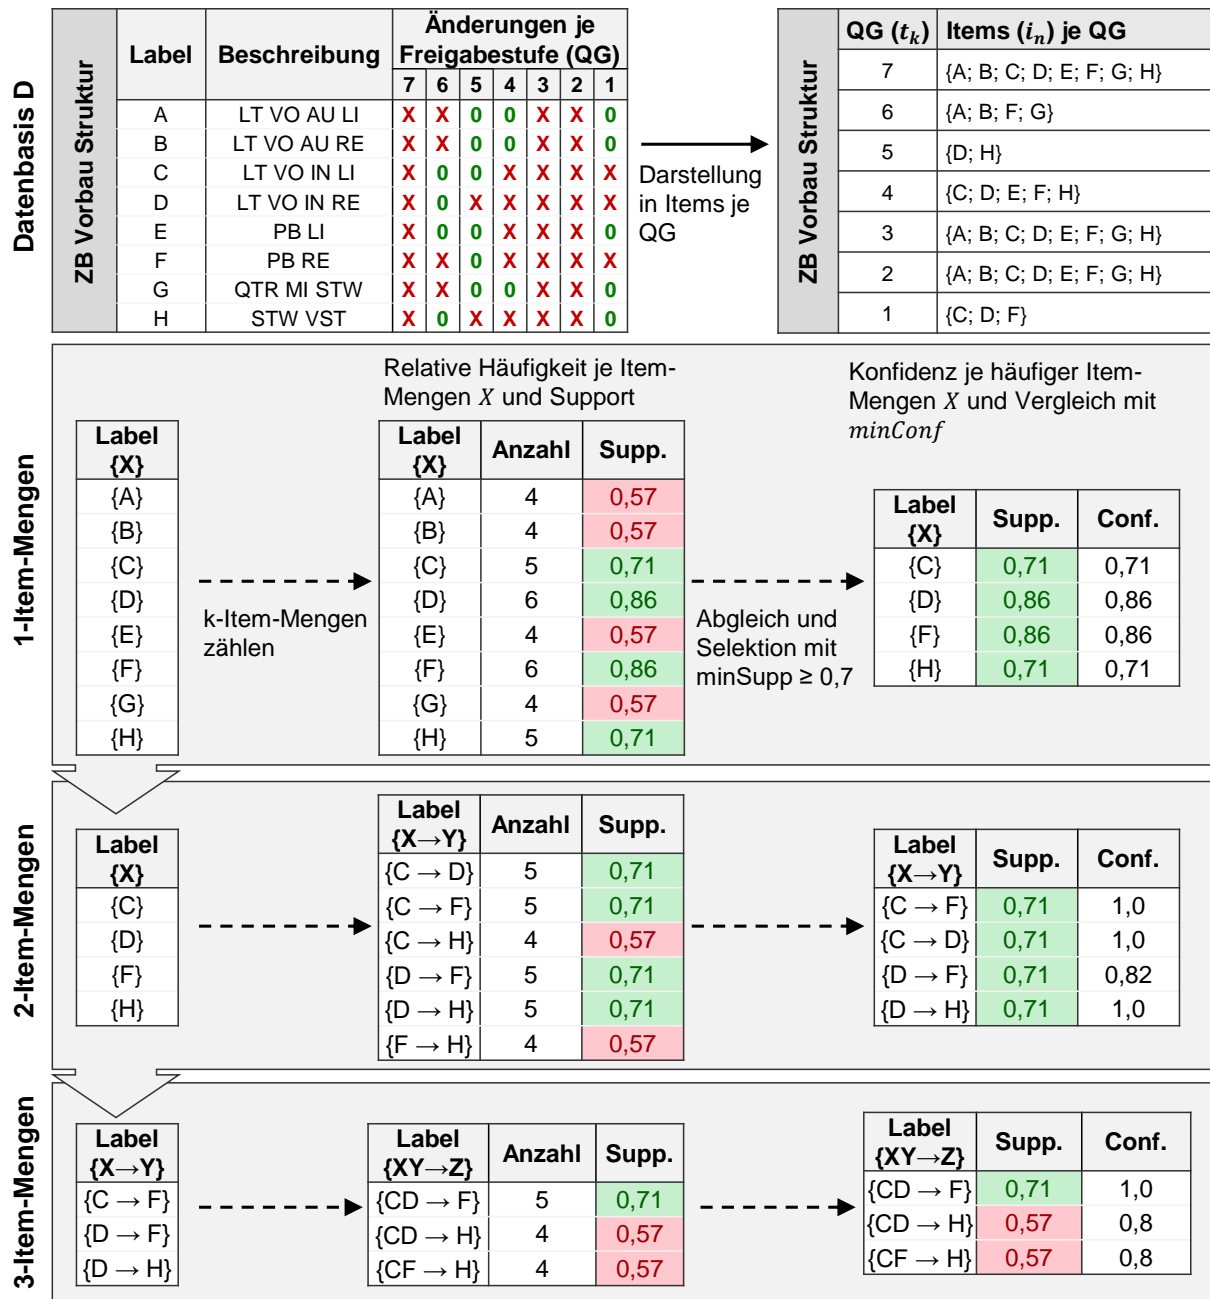 Datenbasis D
ZB Vorbau Struktur
Label Beschreibung Änderungen je
Freigabestufe (QG)
7 6 5 4 3 2 1
A LT VO AU LI X X 0 0 X X 0
B LT VO AU RE X X 0 0 X X 0
C LT VO IN LI X 0 0 X X X X
D LT VO IN RE X 0 X X X X X
E PB LI X 0 0 X X X 0
F PB RE X X 0 X X X X
G QTR MI STW X X 0 0 X X 0
H STW VST X 0 X X X X 0
Darstellung
in Items je
QG
ZB Vorbau Struktur
QG (t_k) Items (i_n) je QG
7 {A; B; C; D; E; F; G; H}
6 {A; B; F; G}
5 {D; H}
4 {C; D; E; F; H}
3 {A; B; C; D; E; F; G; H}
2 {A; B; C; D; E; F; G; H}
1 {C; D; F}
1-Item-Mengen
Label
{X}
{A}
{B}
{C}
{D}
{E}
{F}
{G}
{H}
k-Item-Mengen
zählen
Relative Häufigkeit je Item-
Mengen X und Support
Label
{X} Anzahl Supp.
{A} 4 0,57
{B} 4 0,57
{C} 5 0,71
{D} 6 0,86
{E} 4 0,57
{F} 6 0,86
{G} 4 0,57
{H} 5 0,71
Abgleich und
Selektion mit
minSupp ≥ 0,7
Konfidenz je häufiger Item-
Mengen X und Vergleich mit
minConf
Label
{X} Supp. Conf.
{C} 0,71 0,71
{D} 0,86 0,86
{F} 0,86 0,86
{H} 0,71 0,71
2-Item-Mengen
Label
{X}
{C}
{D}
{F}
{H}
Label
{X→Y} Anzahl Supp.
{C → D} 5 0,71
{C → F} 5 0,71
{C → H} 4 0,57
{D → F} 5 0,71
{D → H} 5 0,71
{F → H} 4 0,57
Label
{X→Y} Supp. Conf.
{C → F} 0,71 1,0
{C → D} 0,71 1,0
{D → F} 0,71 0,82
{D → H} 0,71 1,0
3-Item-Mengen
Label
{X→Y}
{C → F}
{D → F}
{D → H}
Label
{XY→Z} Anzahl Supp.
{CD → F} 5 0,71
{CD → H} 4 0,57
{CF → H} 4 0,57
Label
{XY→Z} Supp. Conf.
{CD → F} 0,71 1,0
{CD → H} 0,57 0,8
{CF → H} 0,57 0,8